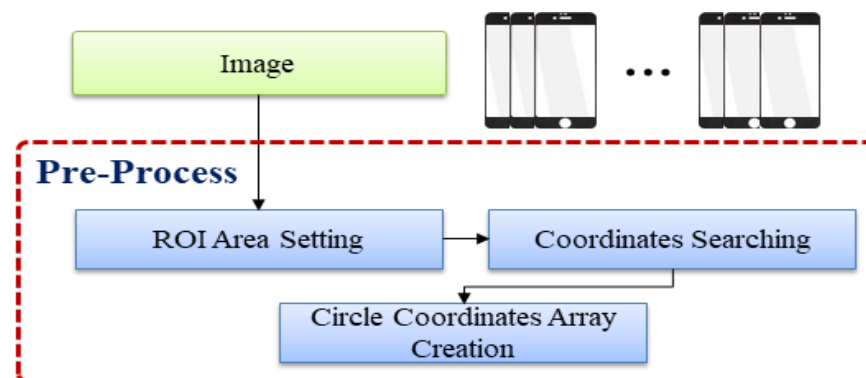 Image
Pre-Process
ROI Area Setting
Coordinates Searching
Circle Coordinates Array
Creation